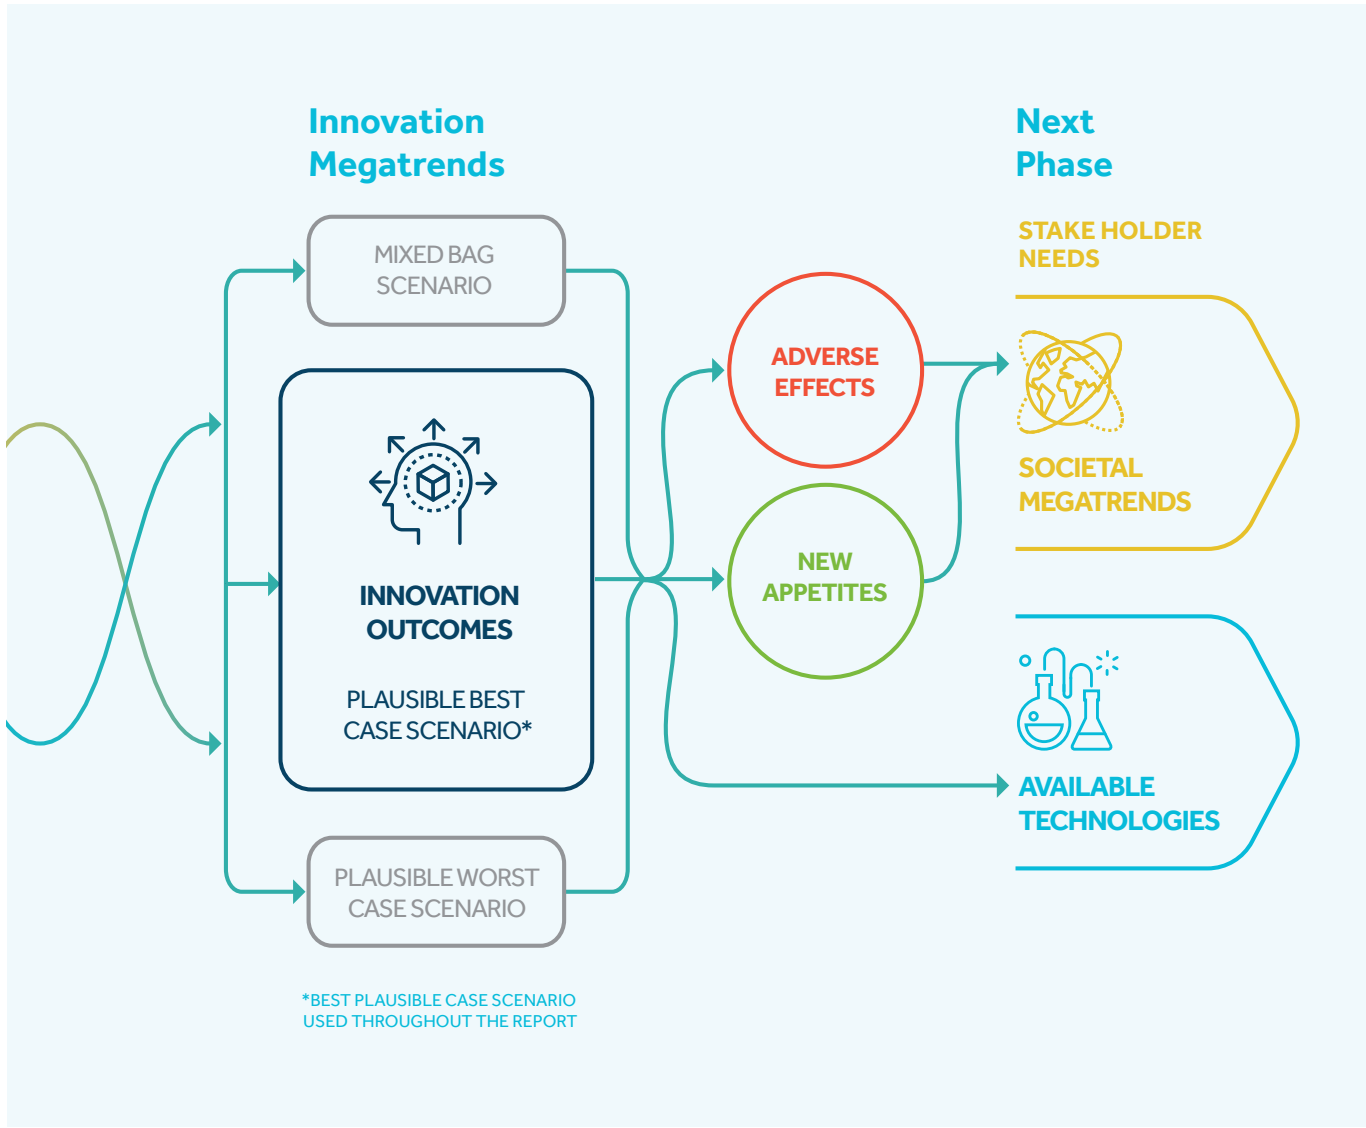 Innovation
Megatrends
MIXED BAG
SCENARIO
INNOVATION
OUTCOMES
PLAUSIBLE BEST
CASE SCENARIO*
PLAUSIBLE WORST
CASE SCENARIO
*BEST PLAUSIBLE CASE SCENARIO
USED THROUGHOUT THE REPORT
ADVERSE
EFFECTS
NEW
APPETITES
Next
Phase
STAKE HOLDER
NEEDS
SOCIETAL
MEGATRENDS
AVAILABLE
TECHNOLOGIES